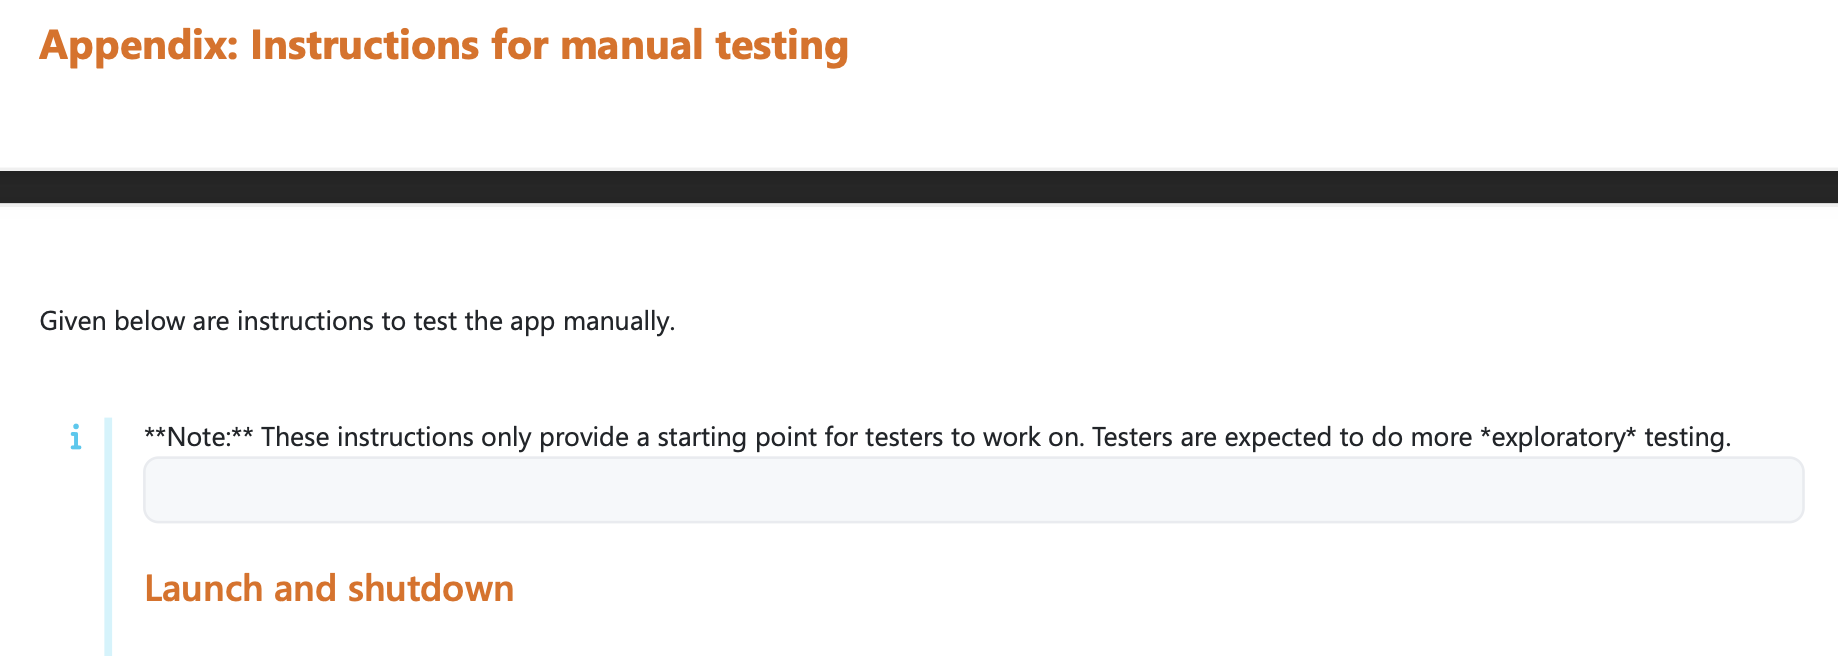 Appendix: Instructions for manual testing
Given below are instructions to test the app manually.
**Note:** These instructions only provide a starting point for testers to work on. Testers are expected to do more *exploratory* testing.
Launch and shutdown